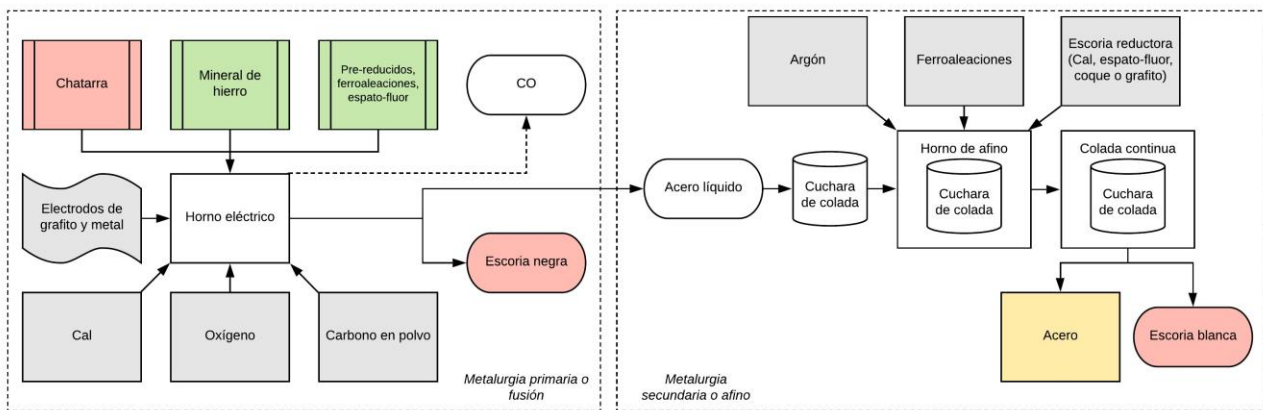 Chatarra
Mineral de
hierro
Pre-reducidos,
ferroaleaciones,
espato-fluor
CO
Electrodos de
grafito y metal
Horno eléctrico
Escoria negra
Cal
Oxígeno
Carbono en polvo
Metalurgia primaria o
fusión
Argón
Ferroaleaciones
Escoria reductora
(Cal, espato-fluor,
coque o grafito)
Acero líquido
Cuchara
de colada
Horno de afino
Cuchara
de colada
Colada continua
Cuchara
de colada
Acero
Escoria blanca
Metalurgia
secundaria o afino